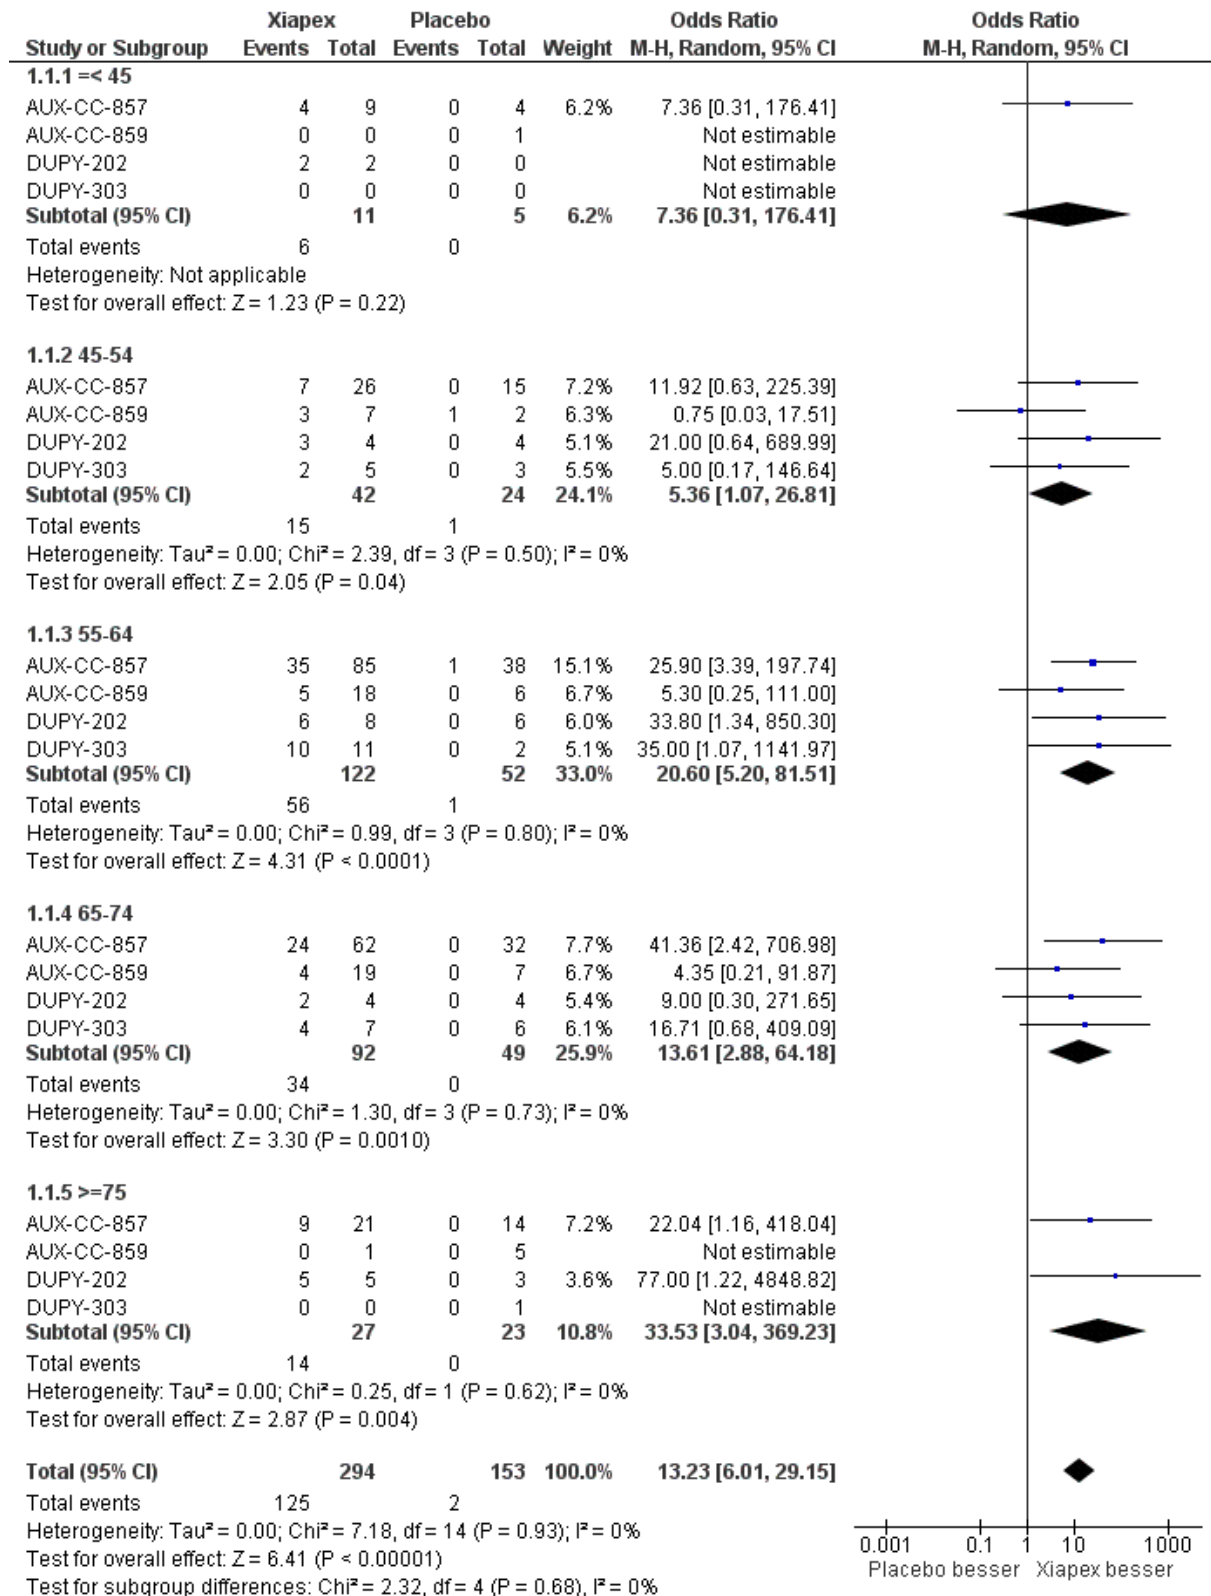 Xiapex Placebo Odds Ratio Odds Ratio
Study or Subgroup Events Total Events Total Weight M-H, Random, 95% CI M-H, Random, 95% CI
1.1.1 =< 45
AUX-CC-857 4 9 0 4 6.2% 7.36 [0.31, 176.41]
AUX-CC-859 0 0 0 1 Not estimable
DUPY-202 2 2 0 0 Not estimable
DUPY-303 0 0 0 0 Not estimable
Subtotal (95% CI) 11 5 6.2% 7.36 [0.31, 176.41]
Total events 6 0
Heterogeneity: Not applicable
Test for overall effect: Z = 1.23 (P = 0.22)
1.1.2 45-54
AUX-CC-857 7 26 0 15 7.2% 11.92 [0.63, 225.39]
AUX-CC-859 3 7 1 2 6.3% 0.75 [0.03, 17.51]
DUPY-202 3 4 0 4 5.1% 21.00 [0.64, 689.99]
DUPY-303 2 5 0 3 5.5% 5.00 [0.17, 146.64]
Subtotal (95% CI) 42 24 24.1% 5.36 [1.07, 26.81]
Total events 15 1
Heterogeneity: Tau² = 0.00; Chi² = 2.39, df = 3 (P = 0.50); I² = 0%
Test for overall effect: Z = 2.05 (P = 0.04)
1.1.3 55-64
AUX-CC-857 35 85 1 38 15.1% 25.90 [3.39, 197.74]
AUX-CC-859 5 18 0 6 6.7% 5.30 [0.25, 111.00]
DUPY-202 6 8 0 6 6.0% 33.80 [1.34, 850.30]
DUPY-303 10 11 0 2 5.1% 35.00 [1.07, 1141.97]
Subtotal (95% CI) 122 52 33.0% 20.60 [5.20, 81.51]
Total events 56 1
Heterogeneity: Tau² = 0.00; Chi² = 0.99, df = 3 (P = 0.80); I² = 0%
Test for overall effect: Z = 4.31 (P < 0.0001)
1.1.4 65-74
AUX-CC-857 24 62 0 32 7.7% 41.36 [2.42, 706.98]
AUX-CC-859 4 19 0 7 6.7% 4.35 [0.21, 91.87]
DUPY-202 2 4 0 4 5.4% 9.00 [0.30, 271.65]
DUPY-303 4 7 0 6 6.1% 16.71 [0.68, 409.09]
Subtotal (95% CI) 92 49 25.9% 13.61 [2.88, 64.18]
Total events 34 0
Heterogeneity: Tau² = 0.00; Chi² = 1.30, df = 3 (P = 0.73); I² = 0%
Test for overall effect: Z = 3.30 (P = 0.0010)
1.1.5 >=75
AUX-CC-857 9 21 0 14 7.2% 22.04 [1.16, 418.04]
AUX-CC-859 0 1 0 5 Not estimable
DUPY-202 5 5 0 3 3.6% 77.00 [1.22, 4848.82]
DUPY-303 0 0 0 1 Not estimable
Subtotal (95% CI) 27 23 10.8% 33.53 [3.04, 369.23]
Total events 14 0
Heterogeneity: Tau² = 0.00; Chi² = 0.25, df = 1 (P = 0.62); I² = 0%
Test for overall effect: Z = 2.87 (P = 0.004)
Total (95% CI) 294 153 100.0% 13.23 [6.01, 29.15]
Total events 125 2
Heterogeneity: Tau² = 0.00; Chi² = 7.18, df = 14 (P = 0.93); I² = 0%
Test for overall effect: Z = 6.41 (P < 0.00001)
Test for subgroup differences: Chi² = 2.32, df = 4 (P = 0.68), I² = 0%
0.001 0.1 1 10 1000
Placebo besser Xiapex besser